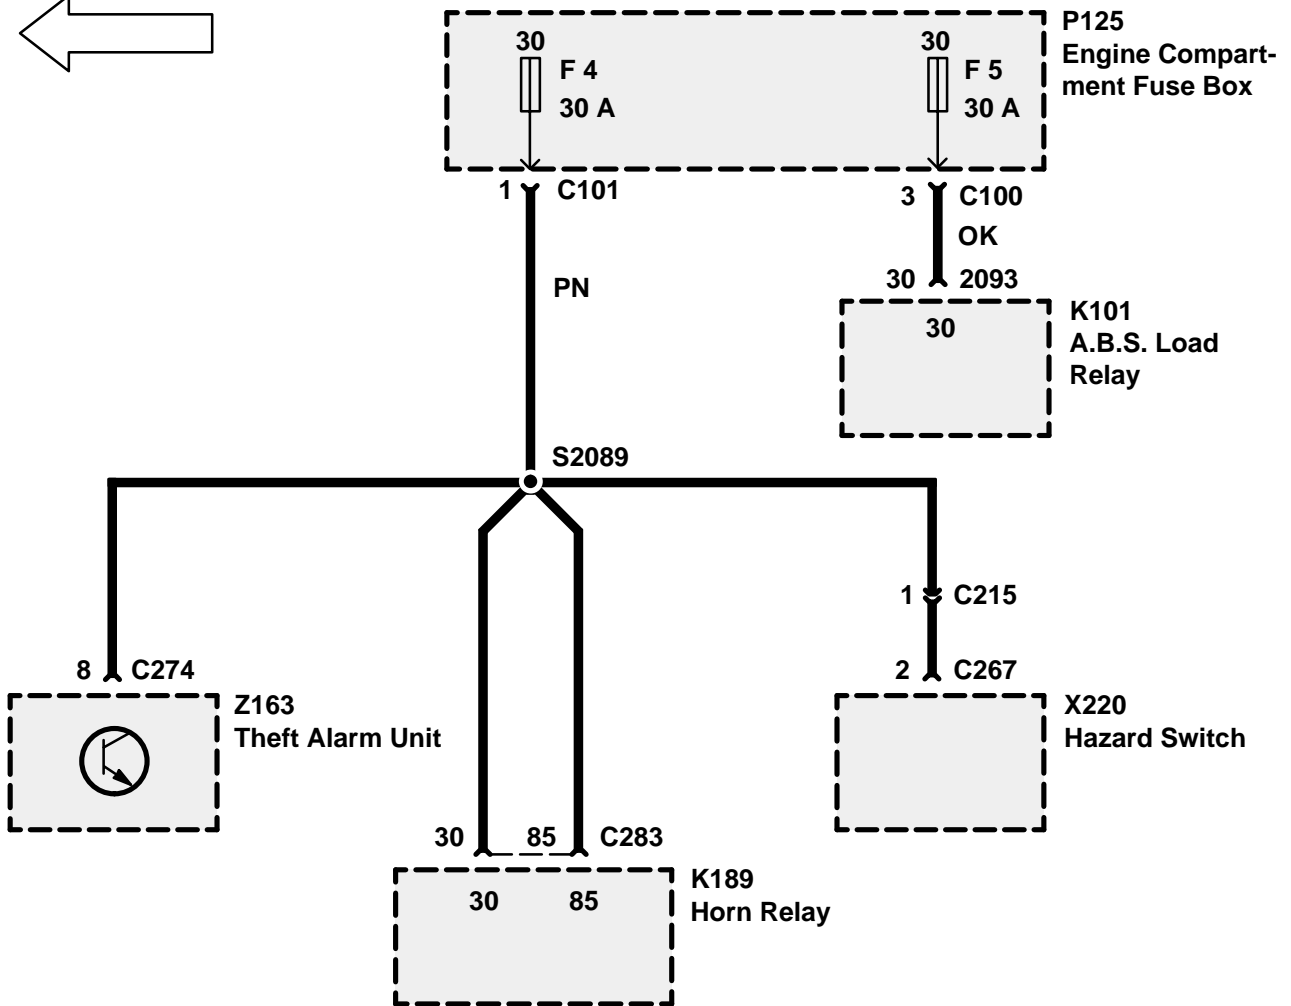 P125
Engine Compart-
ment Fuse Box
30
F 4
30 A
30
F 5
30 A
1 C101
3 C100
OK
PN
30 2093
30
K101
A.B.S. Load
Relay
S2089
1 C215
8 C274
2 C267
Z163
Theft Alarm Unit
X220
Hazard Switch
30 85 C283
30 85
K189
Horn Relay